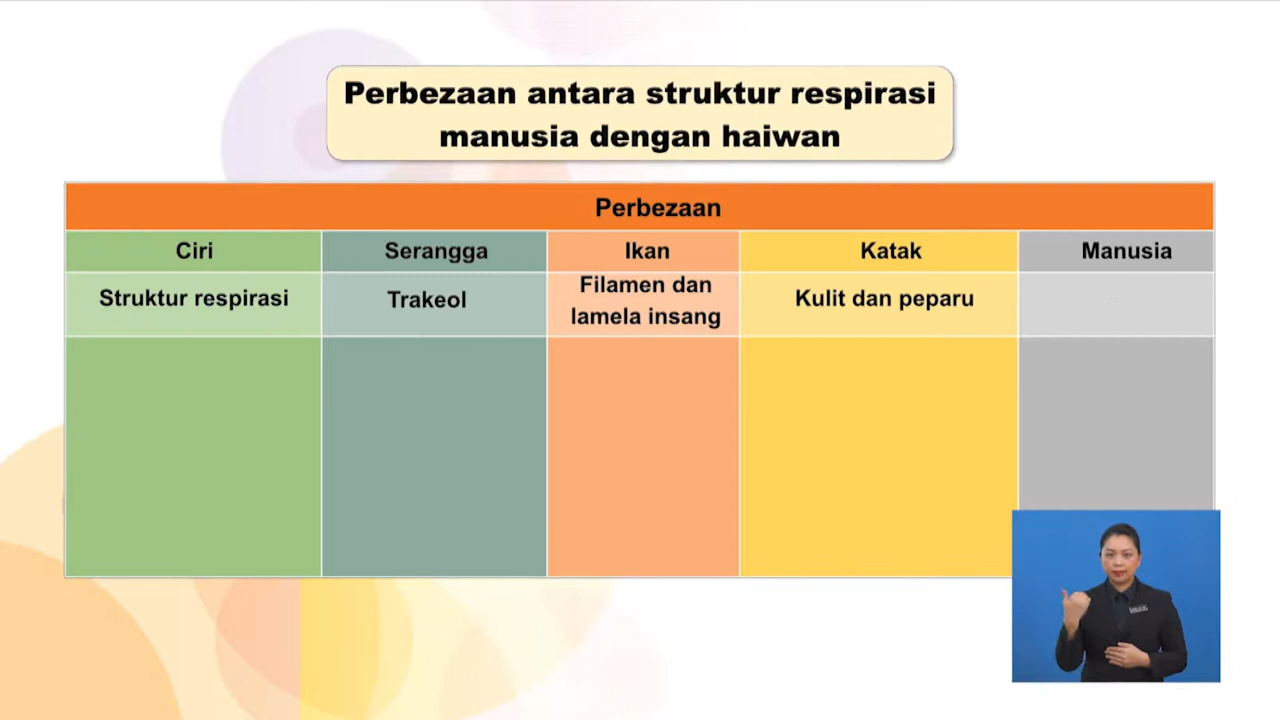 Perbezaan antara struktur respirasi
manusia dengan haiwan
Perbezaan
Ciri
Serangga
Ikan
Katak
Manusia
Struktur respirasi
Trakeol
Filamen dan
lamela insang
Kulit dan peparu